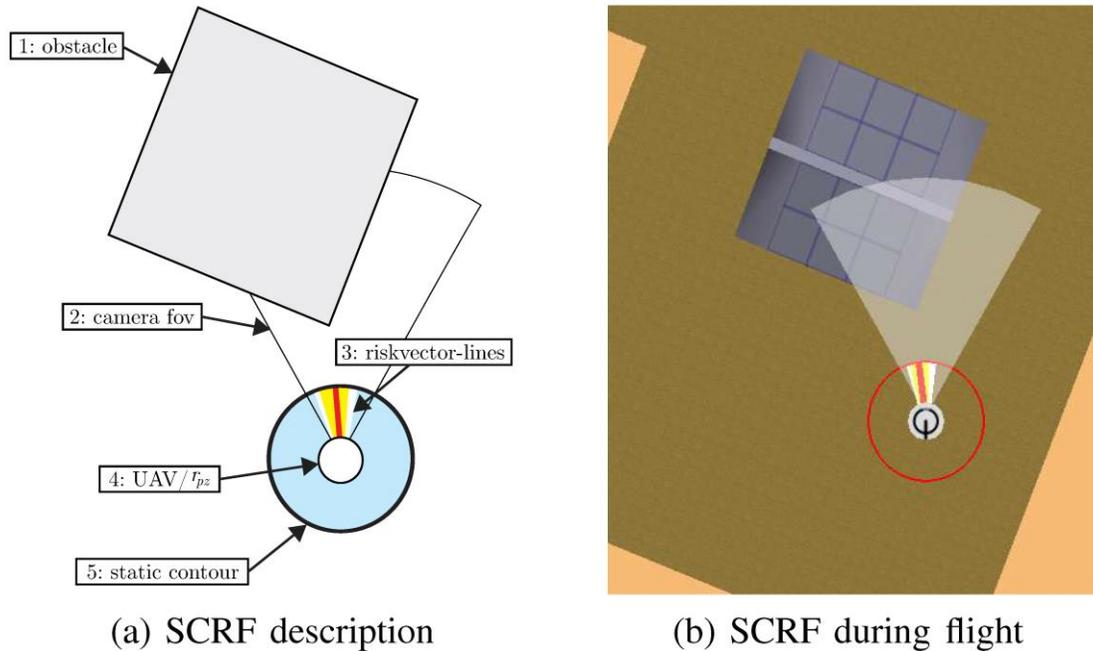 1: obstacle
2: camera fov
3: riskvector-lines
4: UAV/r_pz
5: static contour
(a) SCRF description
(b) SCRF during flight